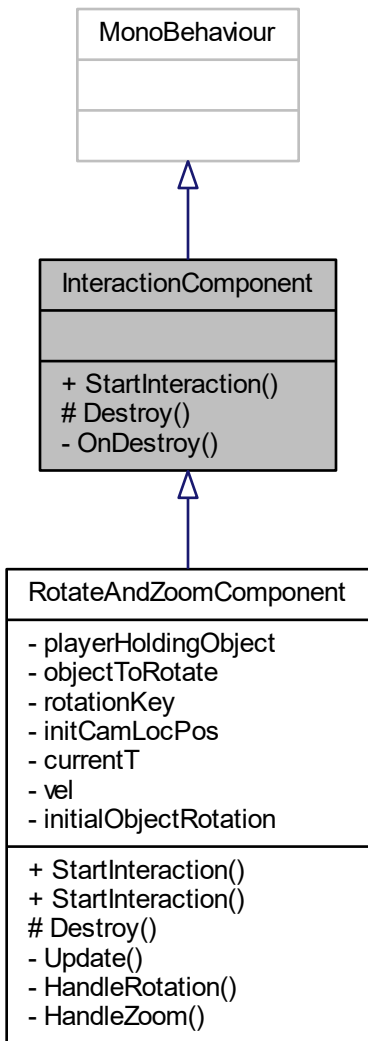 MonoBehaviour
InteractionComponent
+ StartInteraction()
# Destroy()
- OnDestroy()
RotateAndZoomComponent
- playerHoldingObject
- objectToRotate
- rotationKey
- initCamLocPos
- currentT
- vel
- initialObjectRotation
+ StartInteraction()
+ StartInteraction()
# Destroy()
- Update()
- HandleRotation()
- HandleZoom()